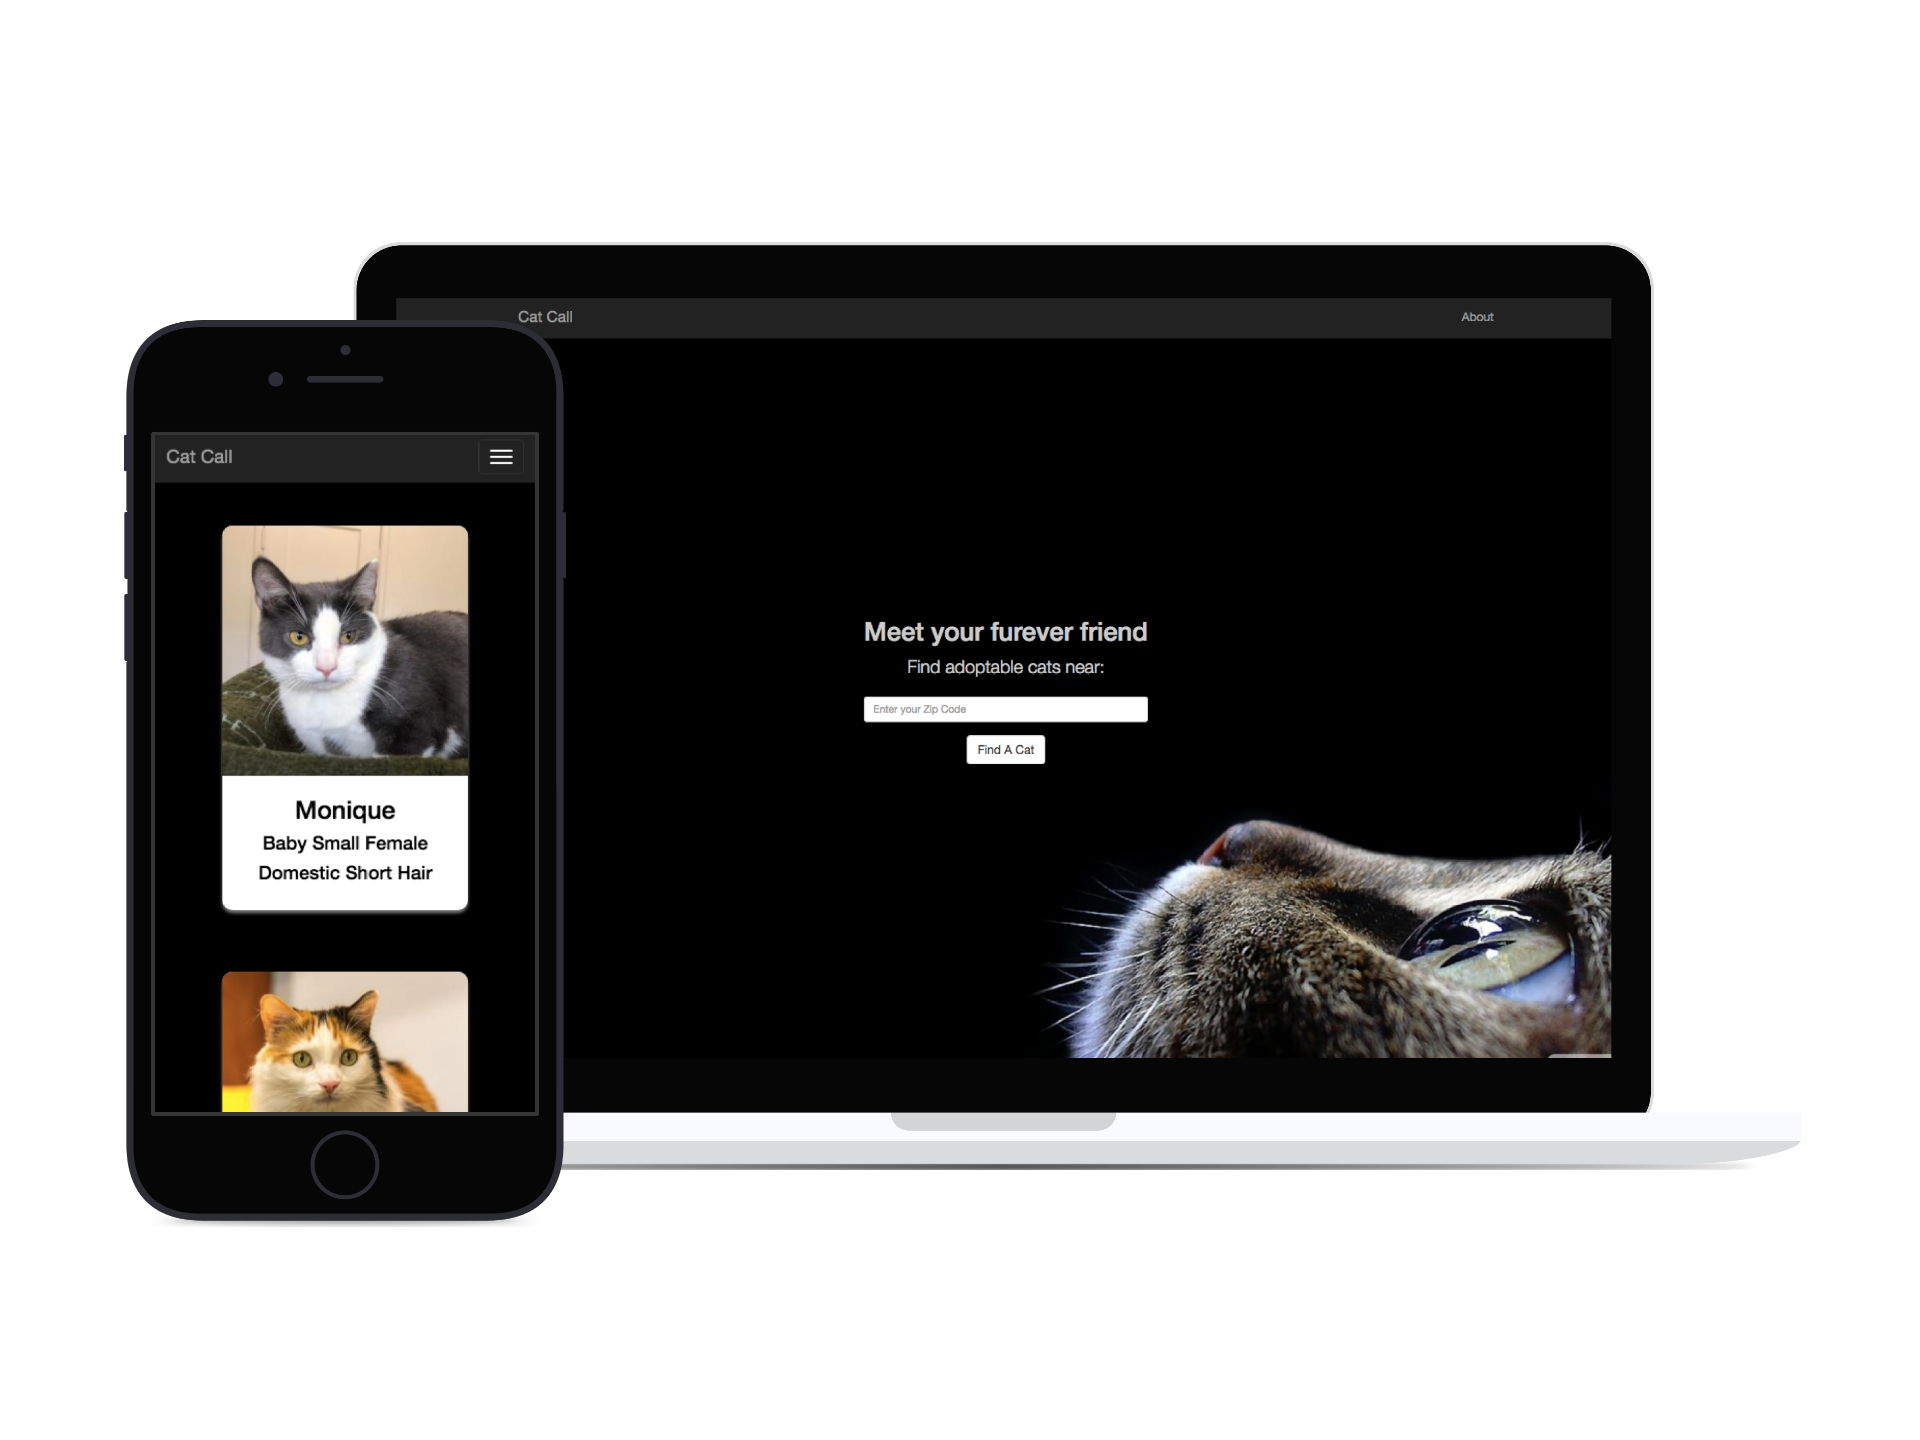 Cat Call
About
Meet your furever friend
Find adoptable cats near:
Enter your Zip Code
Find A Cat
Cat Call
Monique
Baby Small Female
Domestic Short Hair